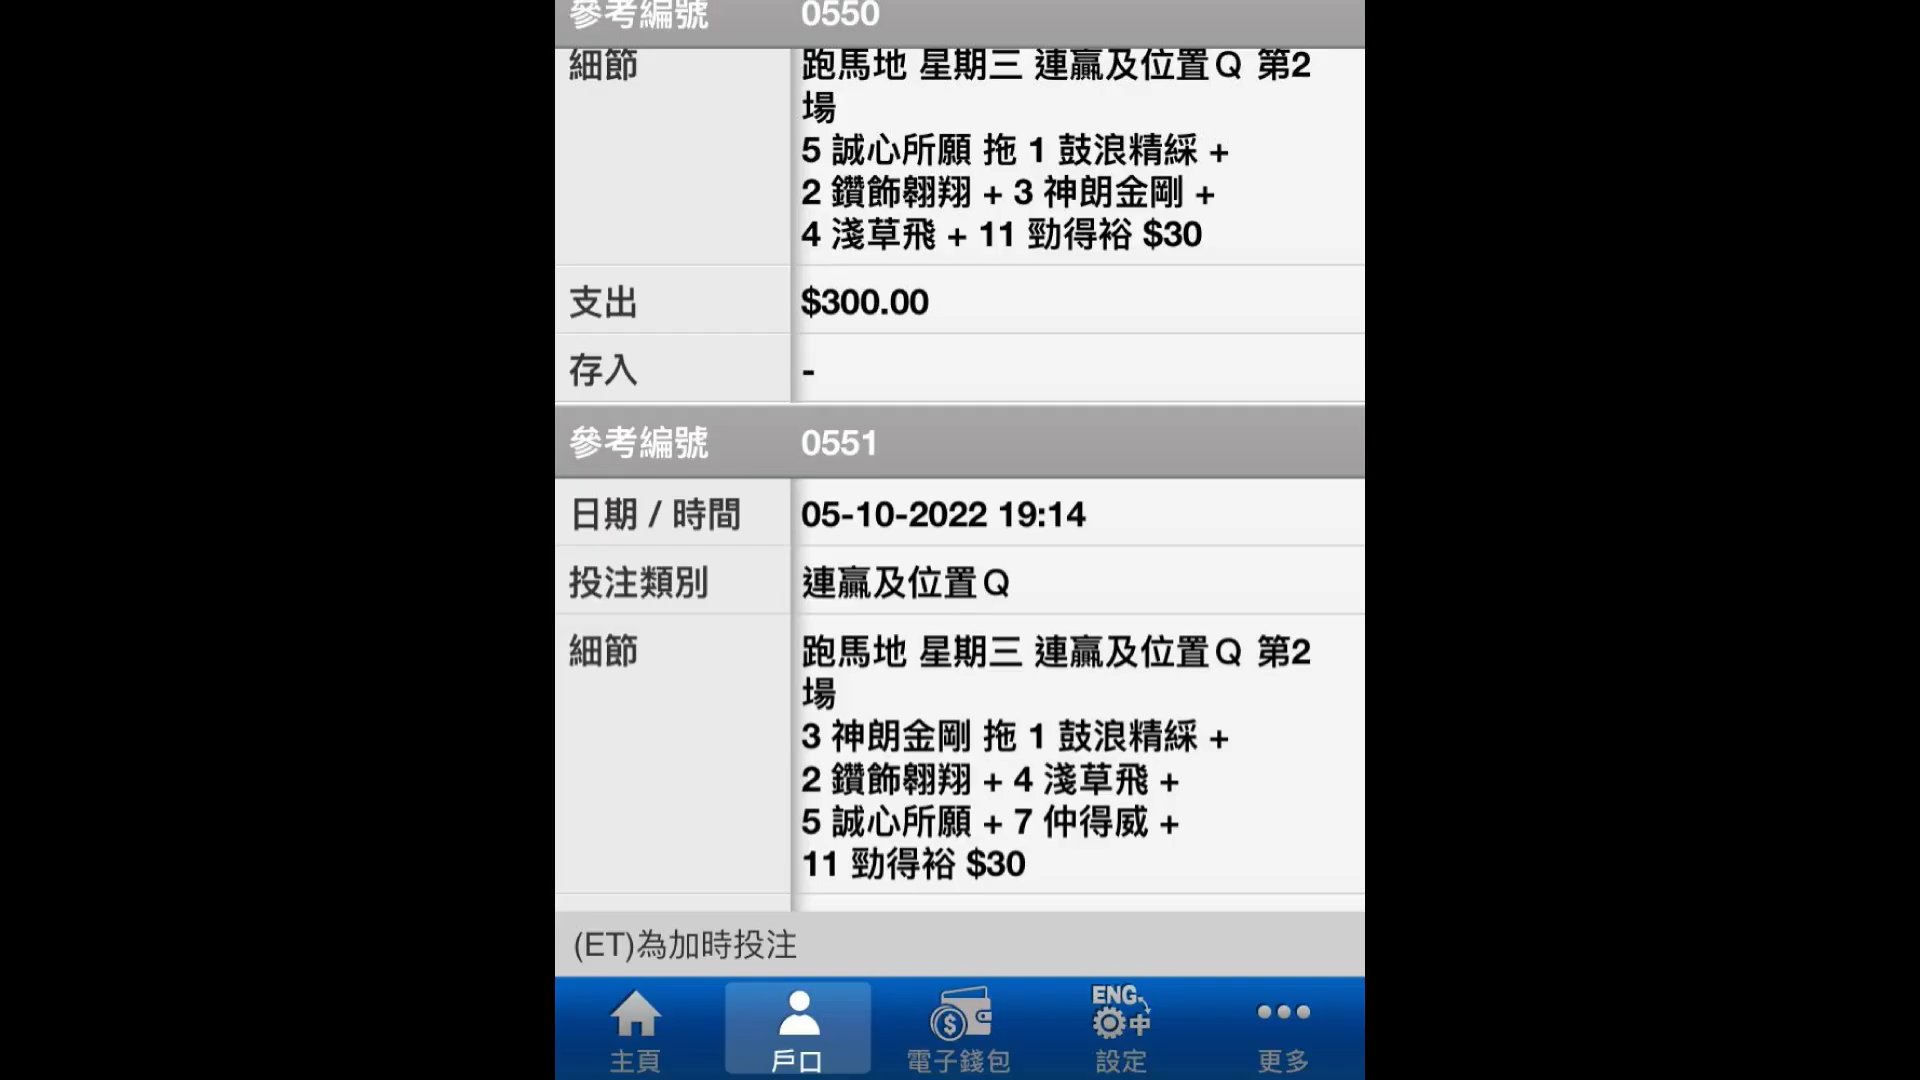 參考編號 0550
細節 跑馬地 星期三 連贏及位置Q 第2
場
5 誠心所願 拖 1 鼓浪精綵 +
2 鑽飾翱翔 + 3 神朗金剛 +
4 淺草飛 + 11 勁得裕 $30
支出 $300.00
存入 -
參考編號 0551
日期 / 時間 05-10-2022 19:14
投注類別 連贏及位置Q
細節 跑馬地 星期三 連贏及位置Q 第2
場
3 神朗金剛 拖 1 鼓浪精綵 +
2 鑽飾翱翔 + 4 淺草飛 +
5 誠心所願 + 7 仲得威 +
11 勁得裕 $30
(ET)為加時投注
ENG
中
主頁 戶口 電子錢包 設定 更多